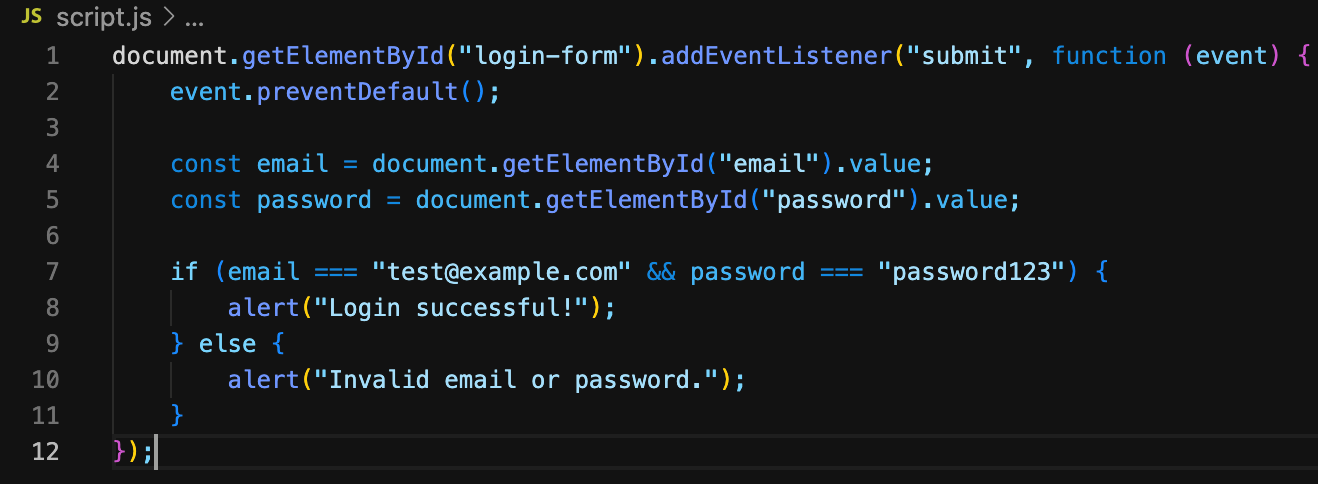 JS script.js > ...
1 document.getElementById("login-form").addEventListener("submit", function (event) {
2     event.preventDefault();
3
4     const email = document.getElementById("email").value;
5     const password = document.getElementById("password").value;
6
7     if (email === "test@example.com" && password === "password123") {
8         alert("Login successful!");
9     } else {
10         alert("Invalid email or password.");
11     }
12 });